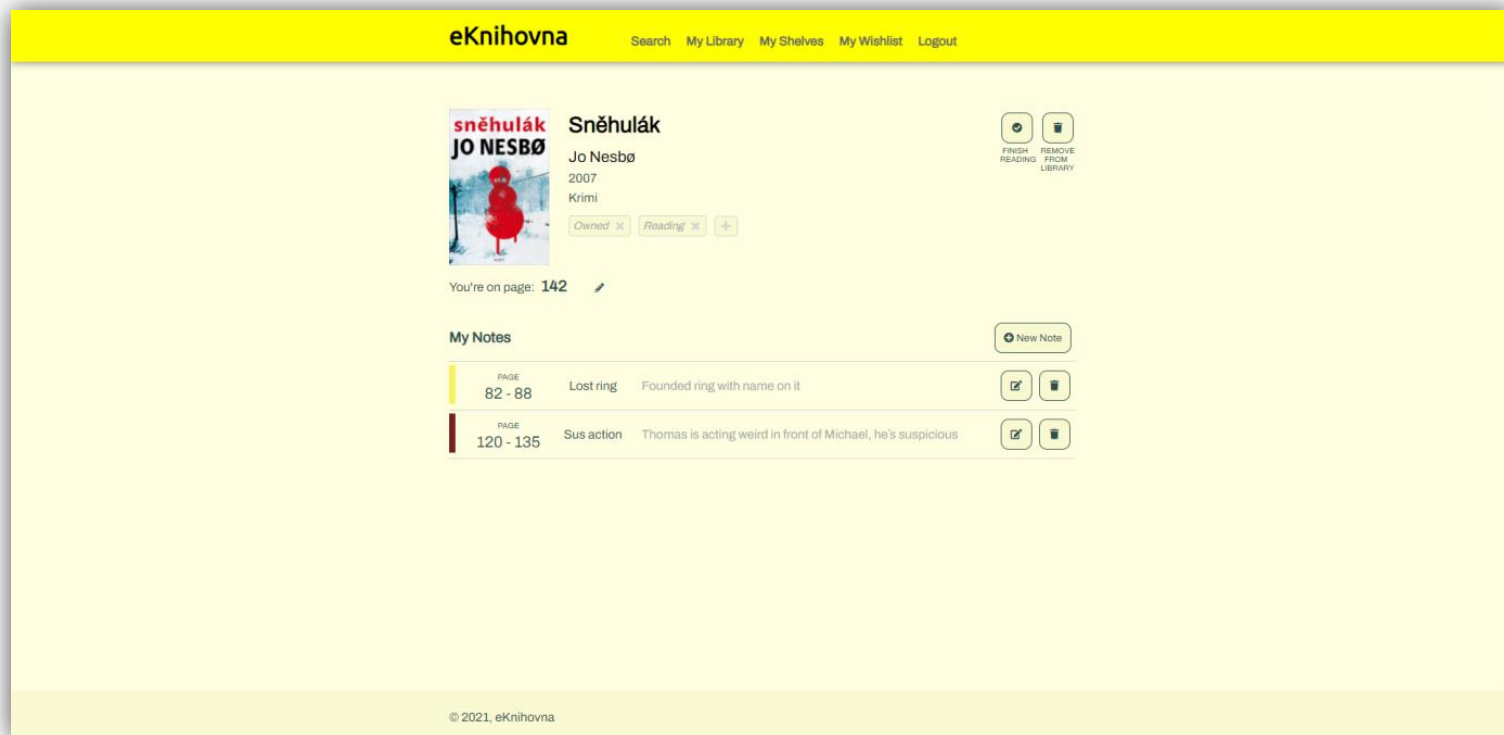 eKnihovna
Search My Library My Shelves My Wishlist Logout
sněhulák
JO NESBØ
Sněhulák
Jo Nesbø
2007
Krimi
Owned Reading
FINISH READING
REMOVE FROM LIBRARY
You're on page: 142
My Notes
New Note
PAGE
82 - 88 Lost ring Founded ring with name on it
PAGE
120 - 135 Sus action Thomas is acting weird in front of Michael, he's suspicious
© 2021, eKnihovna